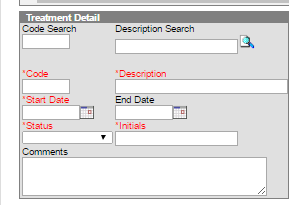 Treatment Detail
Code Search Description Search
*Code *Description
*Start Date End Date
*Status *Initials
Comments